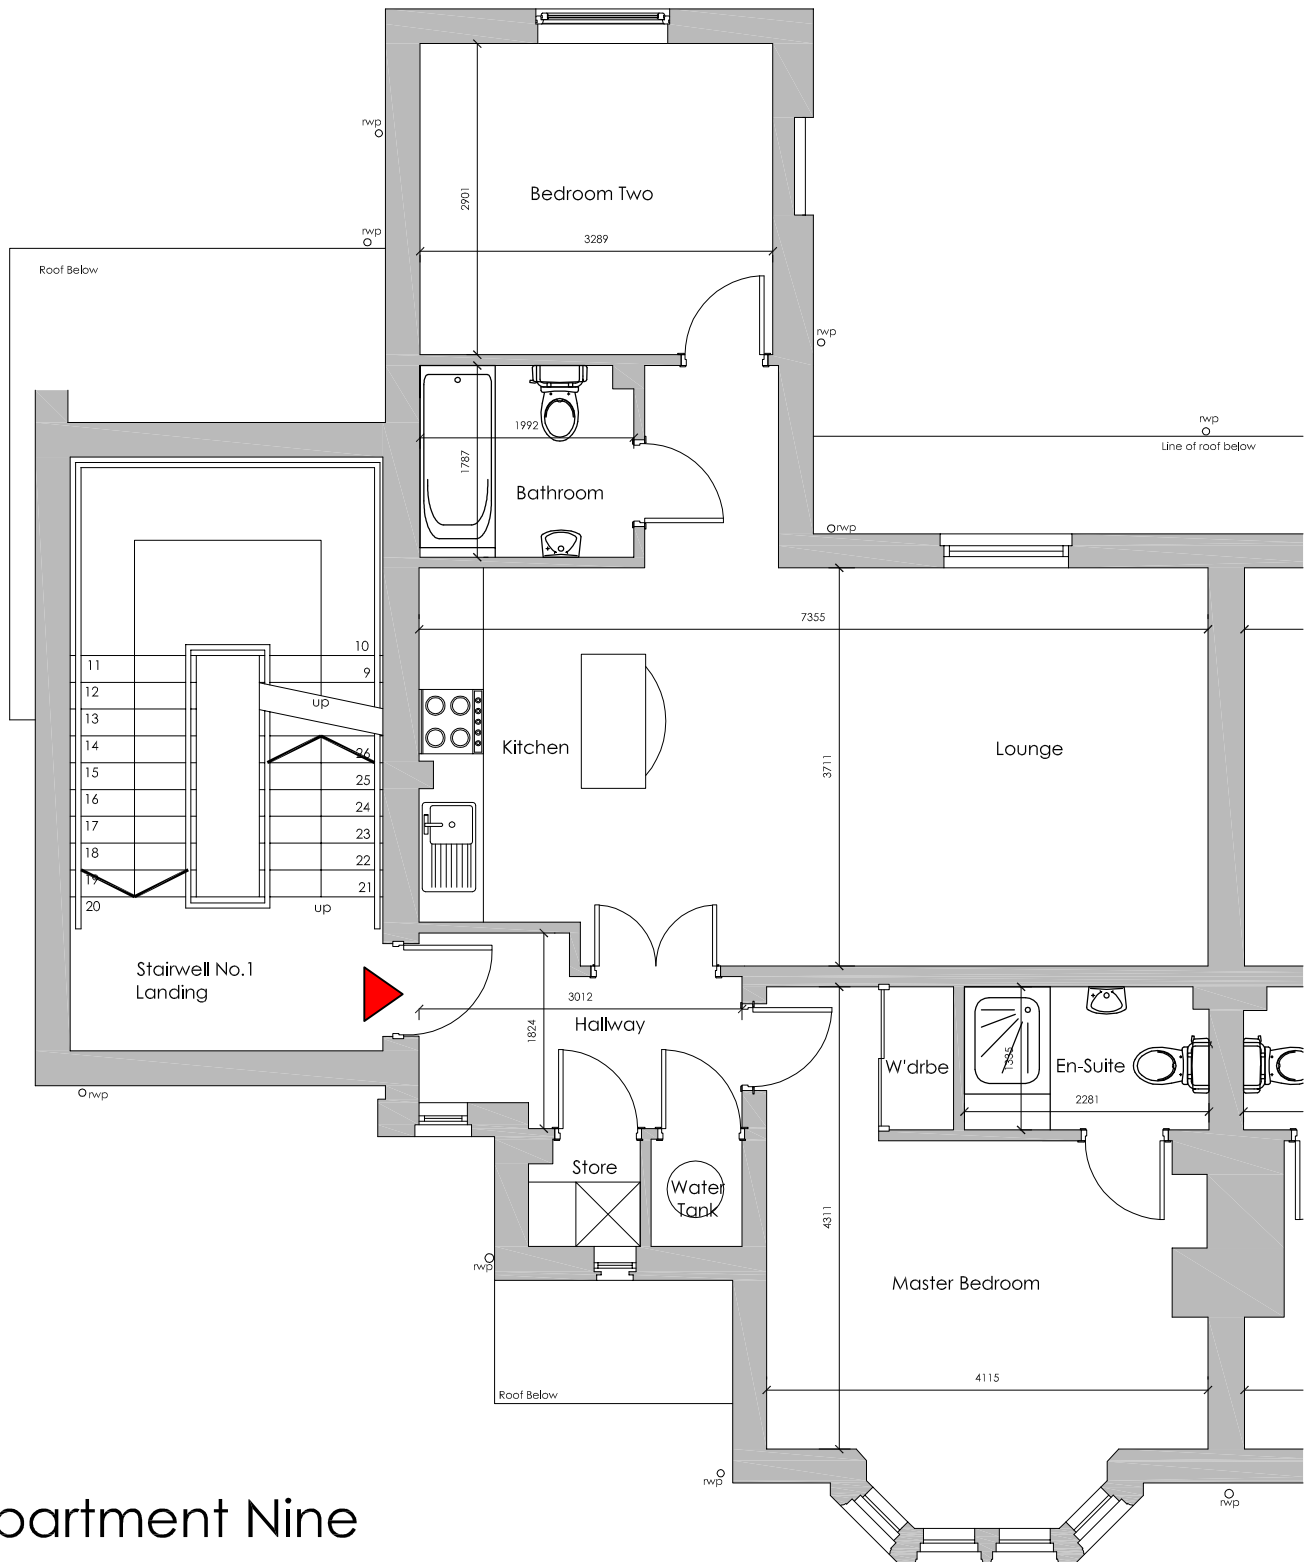 rwp
2901
Bedroom Two
3289
rwp
Roof Below
rwp
rwp
Line of roof below
1992
1787
Bathroom
rwp
7355
10
11
9
12
up
13
14
26
15
25
16
24
17
23
18
22
19
21
20
up
Kitchen
3711
Lounge
Stairwell No.1
Landing
3012
Hallway
1824
W'drbe
1335
En-Suite
2281
rwp
Store
Water
Tank
4311
rwp
Master Bedroom
4115
Roof Below
rwp
rwp
partment Nine